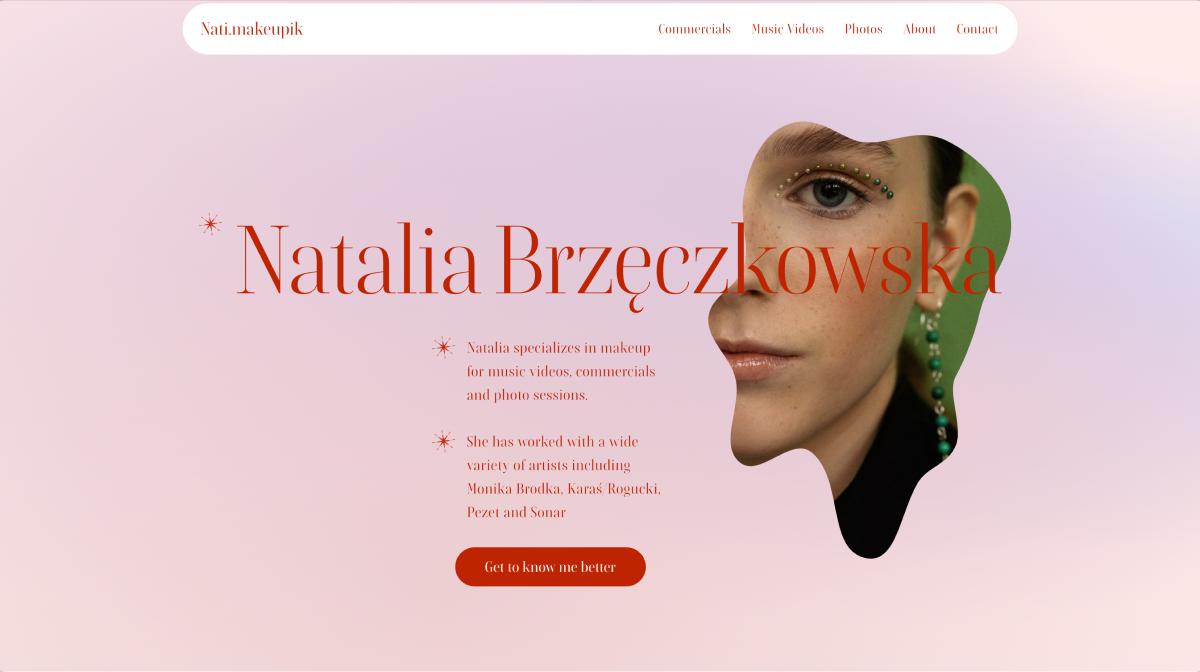 Nati.makeupik
Commercials Music Videos Photos About Contact
Natalia Brzęczkowska
Natalia specializes in makeup
for music videos, commercials
and photo sessions.
She has worked with a wide
variety of artists including
Monika Brodka, Karaś/Rogucki,
Pezet and Sonar
Get to know me better